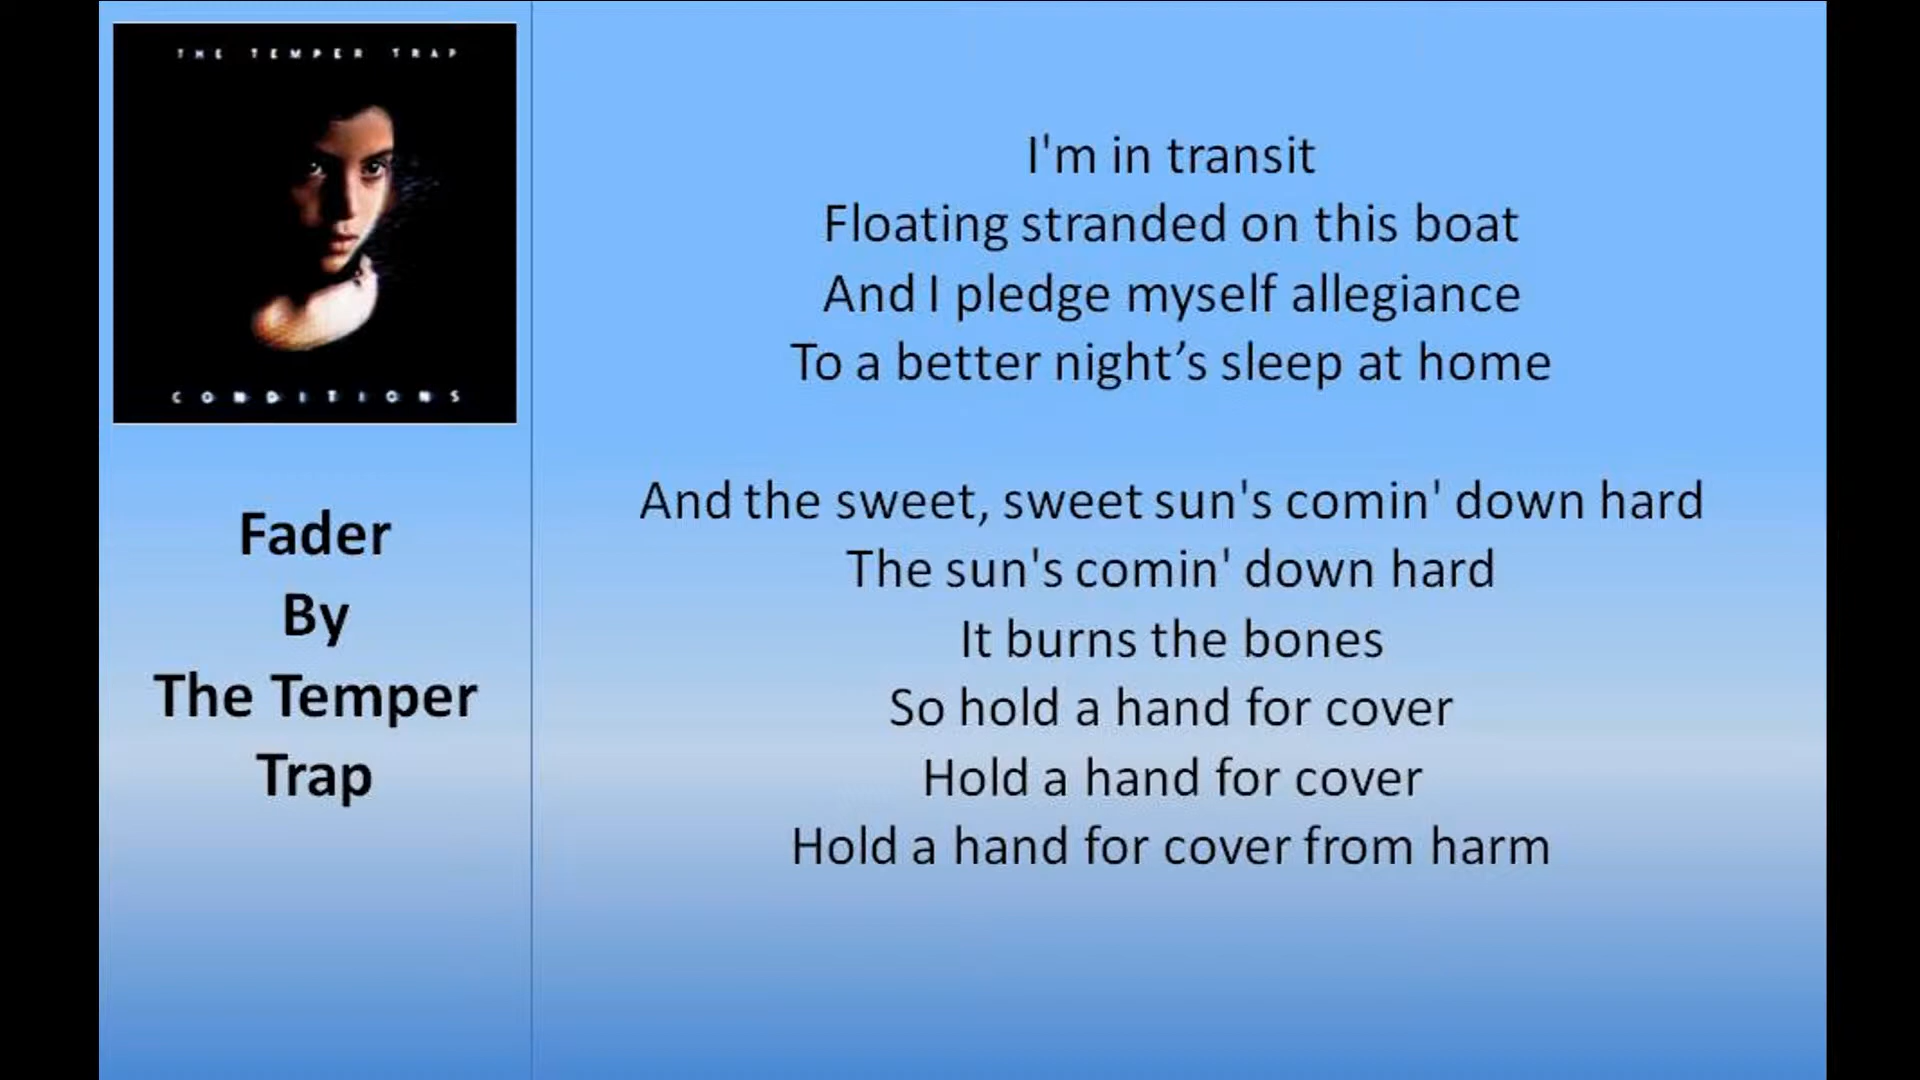 THE TEMPER TRAP
CONDITIONS
Fader
By
The Temper
Trap
I'm in transit
Floating stranded on this boat
And I pledge myself allegiance
To a better night’s sleep at home
And the sweet, sweet sun's comin' down hard
The sun's comin' down hard
It burns the bones
So hold a hand for cover
Hold a hand for cover
Hold a hand for cover from harm